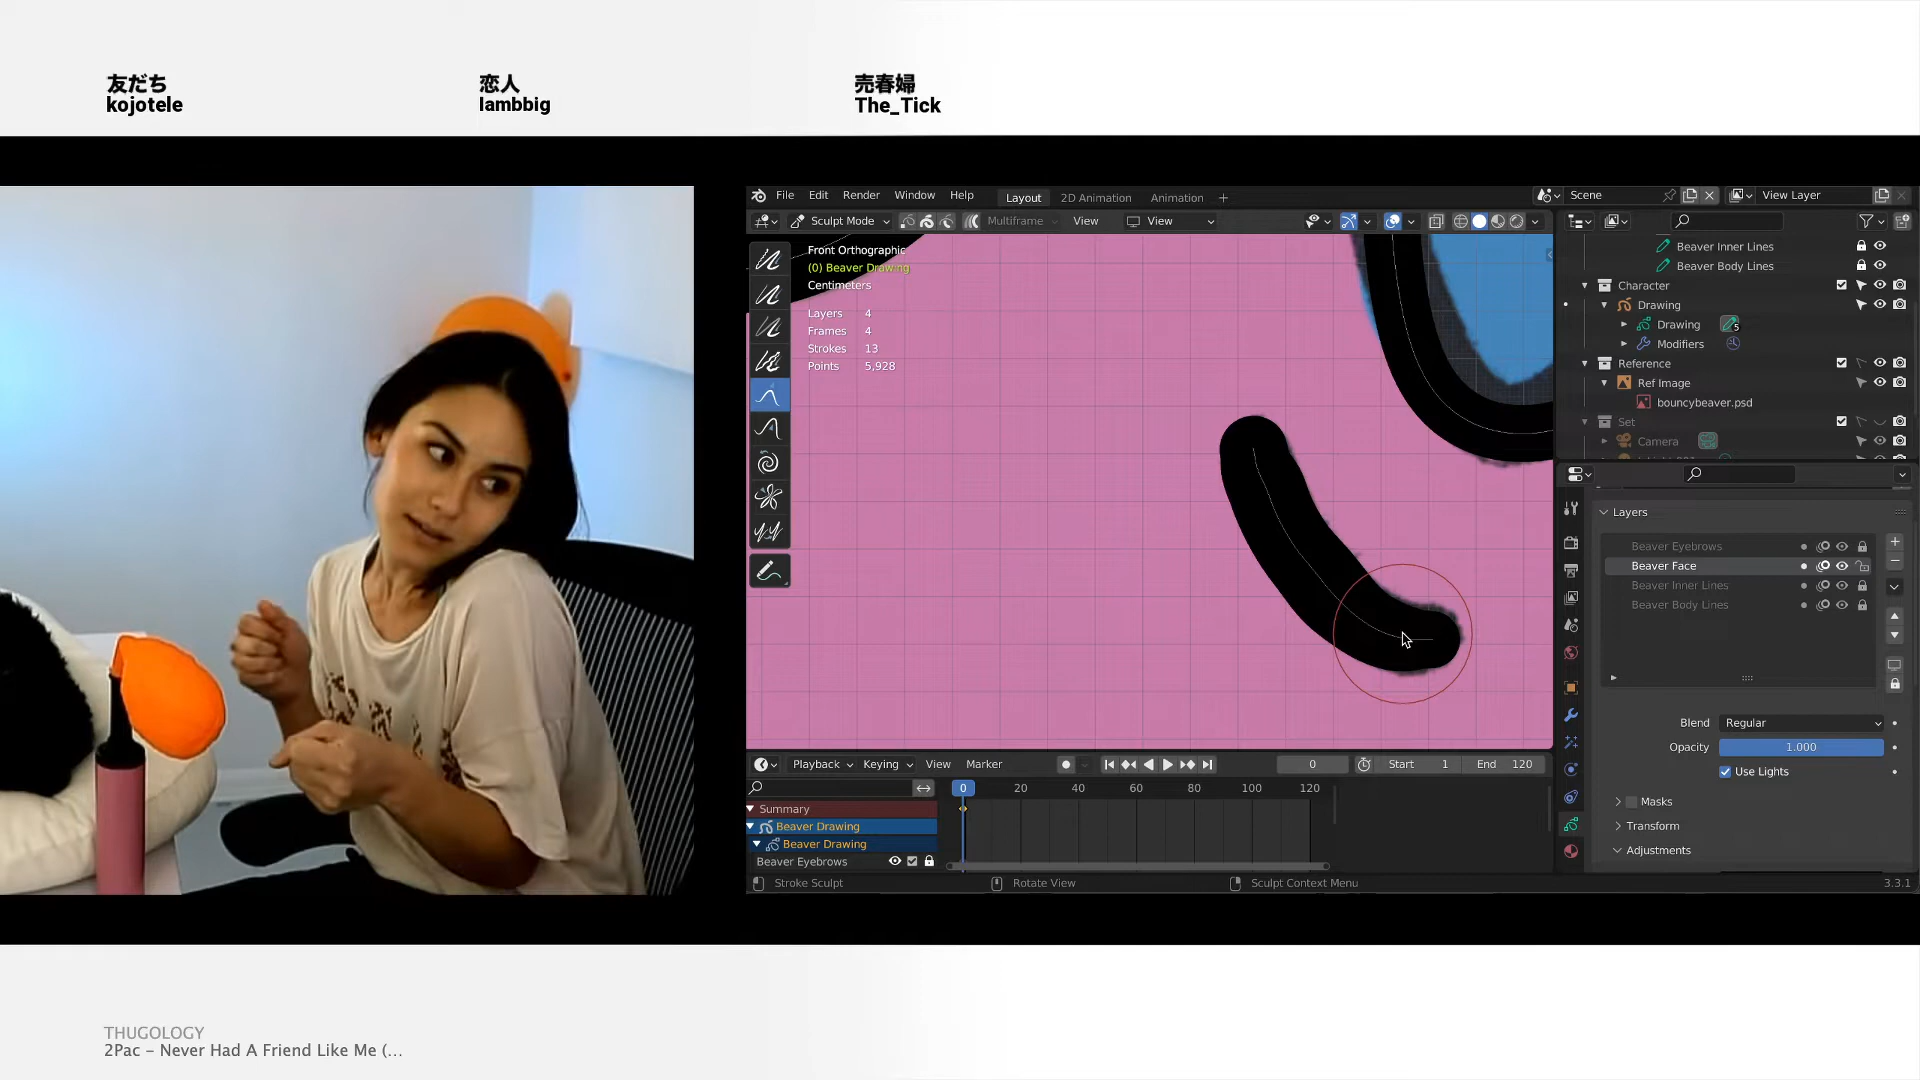 友だち
kojotele
恋人
lambbig
売春婦
The_Tick
File Edit Render Window Help
Layout 2D Animation Animation +
Scene
View Layer
Sculpt Mode
Multiframe
View
View
Front Orthographic
(0) Beaver Drawing
Centimeters
Layers 4
Frames 4
Strokes 13
Points 5,928
Beaver Inner Lines
Beaver Body Lines
Character
Drawing
Drawing 5
Modifiers
Reference
Ref Image
bouncybeaver.psd
Set
Camera
Layers
Beaver Eyebrows
Beaver Face
Beaver Inner Lines
Beaver Body Lines
Blend Regular
Opacity 1.000
Use Lights
Masks
Transform
Adjustments
Playback Keying View Marker
0
Start 1 End 120
0 20 40 60 80 100 120
Summary
Beaver Drawing
Beaver Drawing
Beaver Eyebrows
Stroke Sculpt
Rotate View
Sculpt Context Menu
3.3.1
THUGOLOGY
2Pac - Never Had A Friend Like Me (...